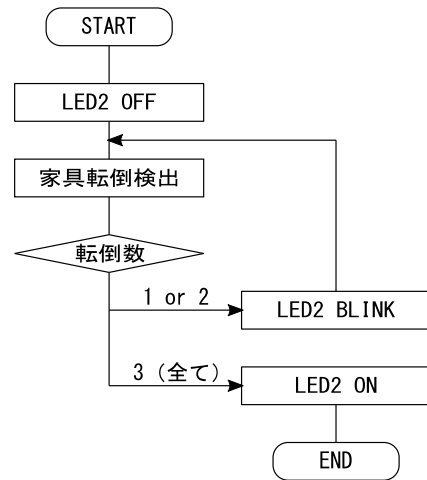 START
LED2 OFF
家具転倒検出
転倒数
1 or 2
LED2 BLINK
3 (全て)
LED2 ON
END